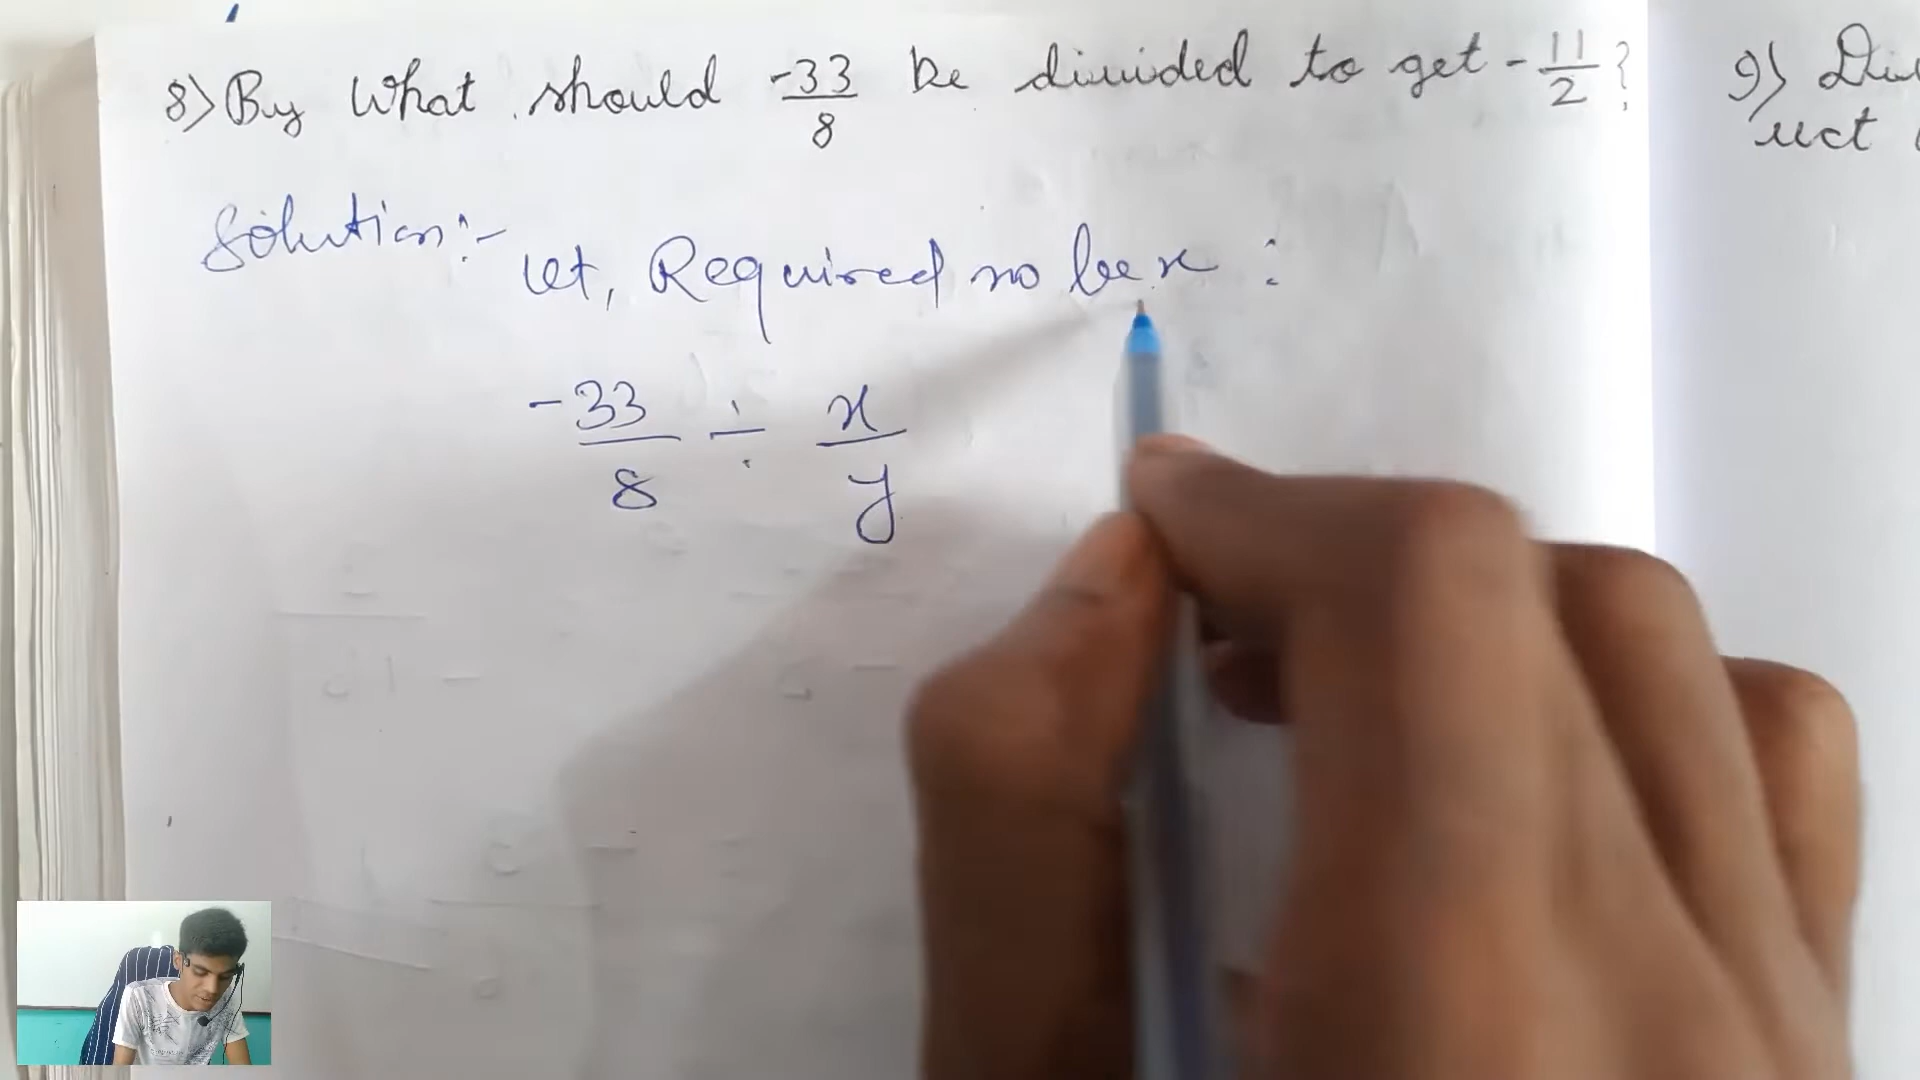 8) By What should -33/8 be divided to get - 11/2 ?
9) Div
uct
Solution:-
let, Required no be x :
-33/8 ÷ x/y